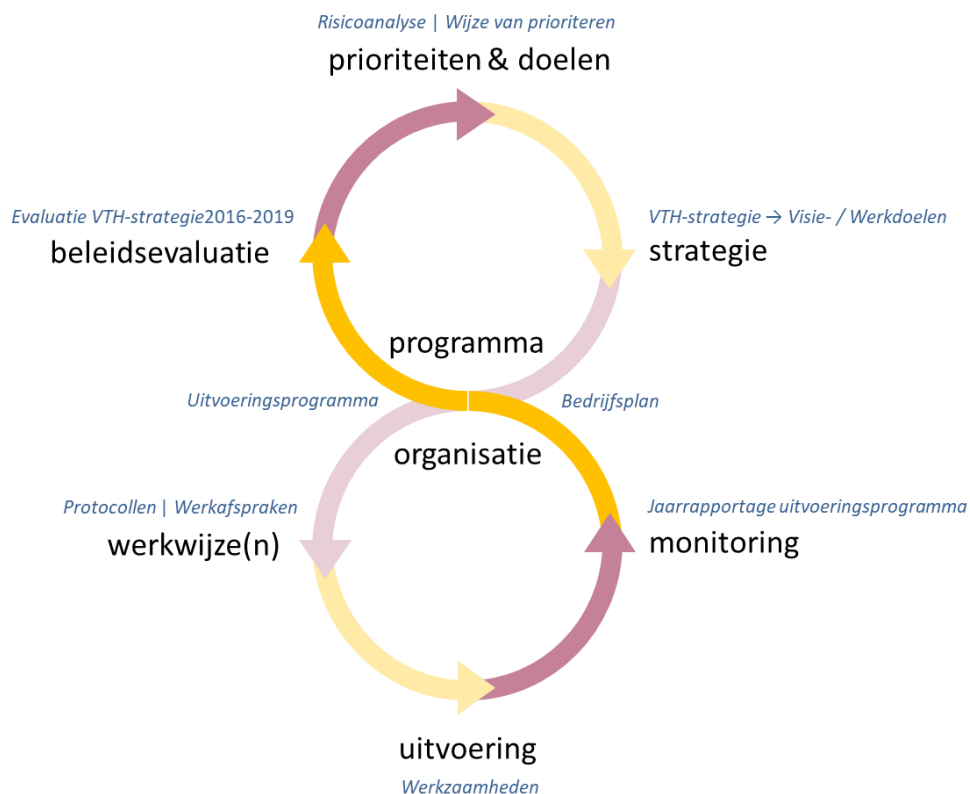 Risicoanalyse | Wijze van prioriteren
prioriteiten & doelen
Evaluatie VTH-strategie2016-2019
beleidsevaluatie
VTH-strategie → Visie- / Werkdoelen
strategie
programma
Uitvoeringsprogramma
Bedrijfsplan
organisatie
Protocollen | Werkafspraken
werkwijze(n)
Jaarrapportage uitvoeringsprogramma
monitoring
uitvoering
Werkzaamheden